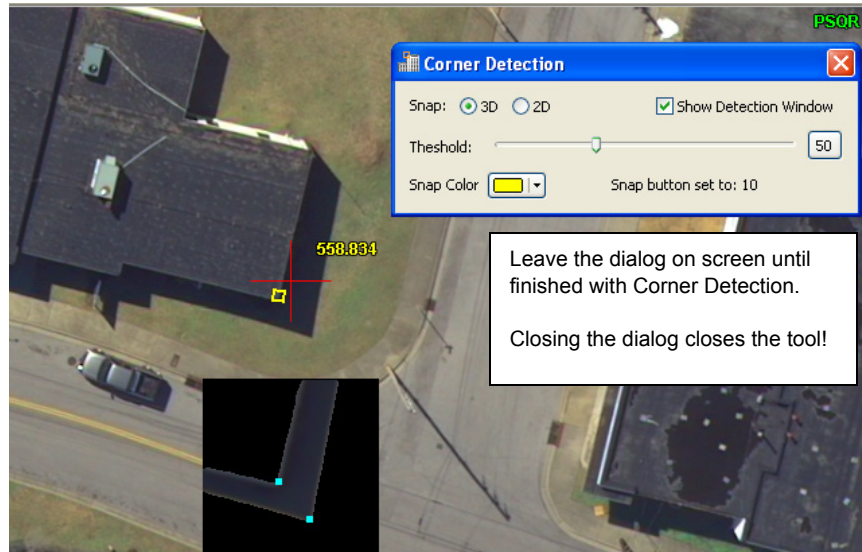 PSQR
Corner Detection
Snap: 3D 2D Show Detection Window
Theshold: 50
Snap Color Snap button set to: 10
558.834
Leave the dialog on screen until
finished with Corner Detection.
Closing the dialog closes the tool!